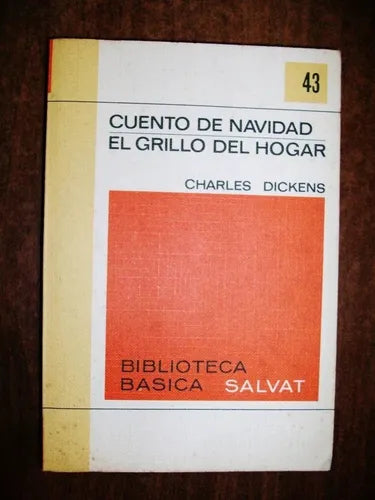 43
CUENTO DE NAVIDAD
EL GRILLO DEL HOGAR
CHARLES DICKENS
BIBLIOTECA
BASICA SALVAT